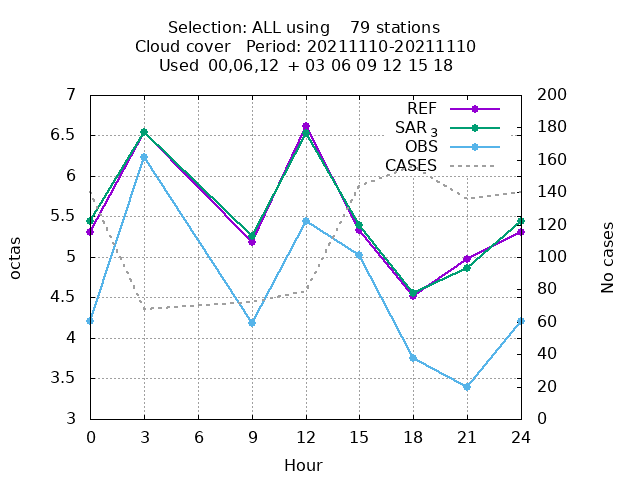 Selection: ALL using 79 stations
Cloud cover Period: 20211110-20211110
Used 00,06,12 + 03 06 09 12 15 18
7
6.5
6
5.5
5
4.5
4
3.5
3
octas
200
180
160
140
120
100
80
60
40
20
0
No cases
REF
SAR 3
OBS
CASES
0 3 6 9 12 15 18 21 24
Hour